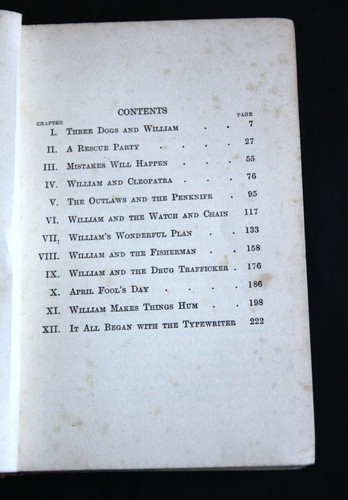 CONTENTS
CHAPTER PAGE
I. THREE DOGS AND WILLIAM . . 7
II. A RESCUE PARTY . . . 27
III. MISTAKES WILL HAPPEN . . . 55
IV. WILLIAM AND CLEOPATRA . . 76
V. THE OUTLAWS AND THE PENKNIFE . 95
VI. WILLIAM AND THE WATCH AND CHAIN 117
VII. WILLIAM'S WONDERFUL PLAN . . 133
VIII. WILLIAM AND THE FISHERMAN . . 158
IX. WILLIAM AND THE DRUG TRAFFICKER . 176
X. APRIL FOOL'S DAY . . . . 186
XI. WILLIAM MAKES THINGS HUM . . 198
XII. IT ALL BEGAN WITH THE TYPEWRITER 222